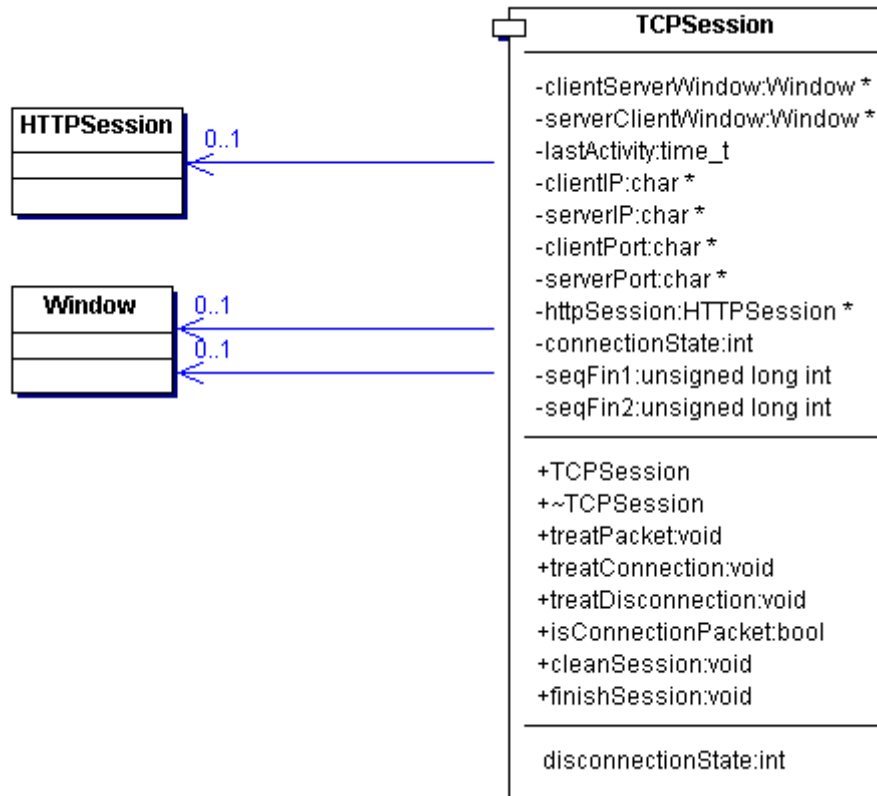 TCPSession
-clientServerWindow:Window *
-serverClientWindow:Window *
-lastActivity:time_t
-clientIP:char *
-serverIP:char *
-clientPort:char *
-serverPort:char *
-httpSession:HTTPSession *
-connectionState:int
-seqFin1:unsigned long int
-seqFin2:unsigned long int
+TCPSession
+~TCPSession
+treatPacket:void
+treatConnection:void
+treatDisconnection:void
+isConnectionPacket:bool
+cleanSession:void
+finishSession:void
disconnectionState:int
HTTPSession
0..1
Window
0..1
0..1